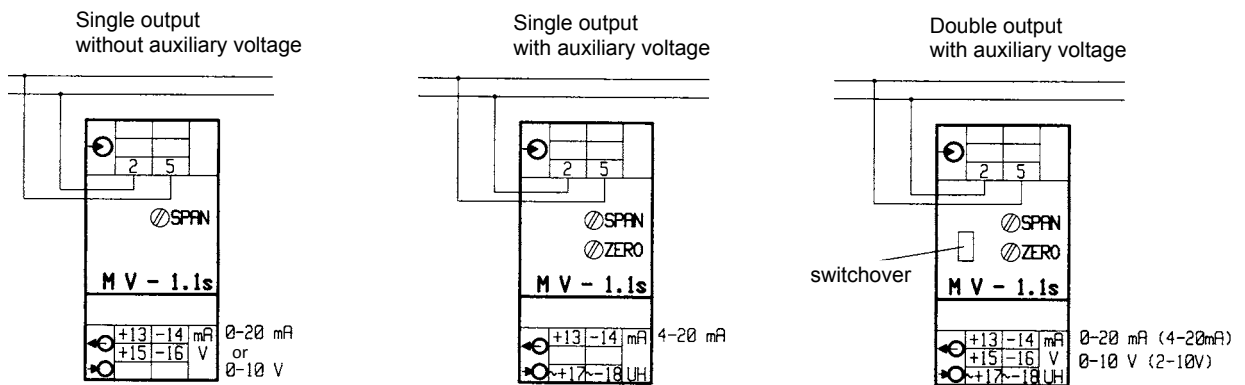 Single output
without auxiliary voltage
2 5
SPAN
M V - 1.1s
+13 -14 mA 0-20 mA
or
+15 -16 V 0-10 V
Single output
with auxiliary voltage
2 5
SPAN
ZERO
M V - 1.1s
+13 -14 mA 4-20 mA
~+17 ~-18 UH
Double output
with auxiliary voltage
2 5
SPAN
ZERO
switchover
M V - 1.1s
+13 -14 mA 0-20 mA (4-20mA)
+15 -16 V 0-10 V (2-10V)
~+17 ~-18 UH